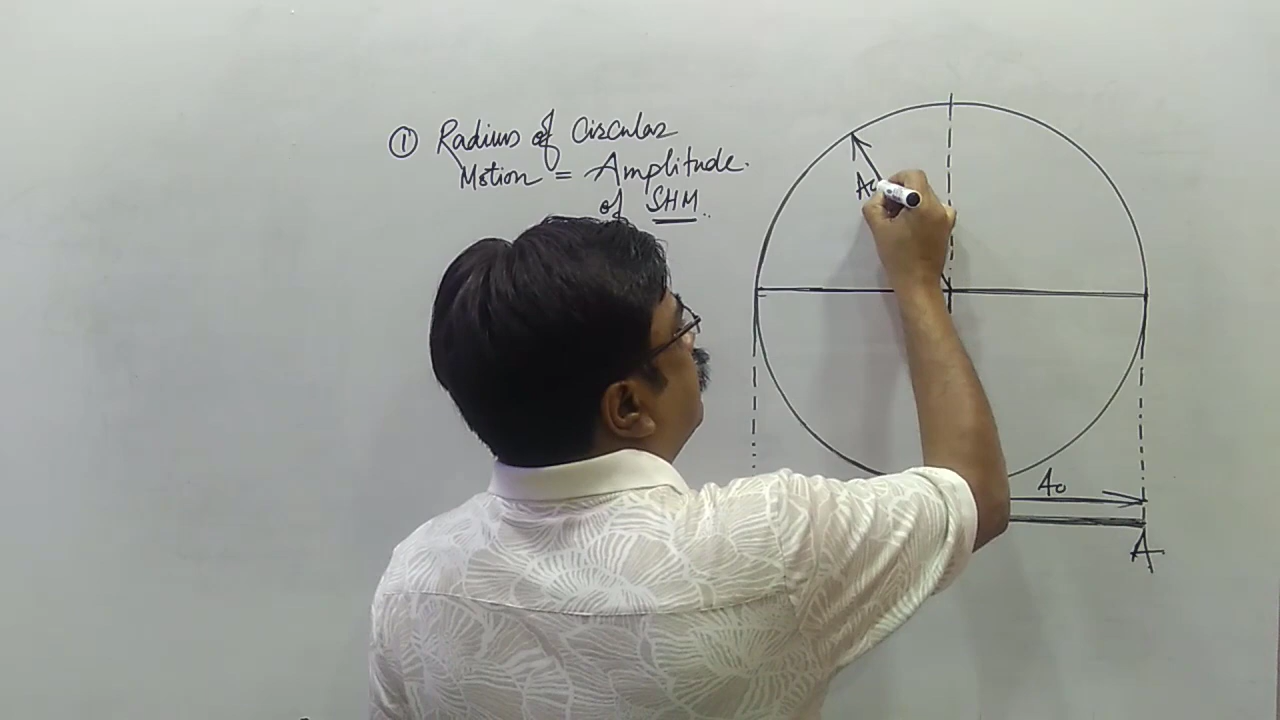 ① Radius of Circular
Motion = Amplitude.
of SHM..
A₀
A₀
A